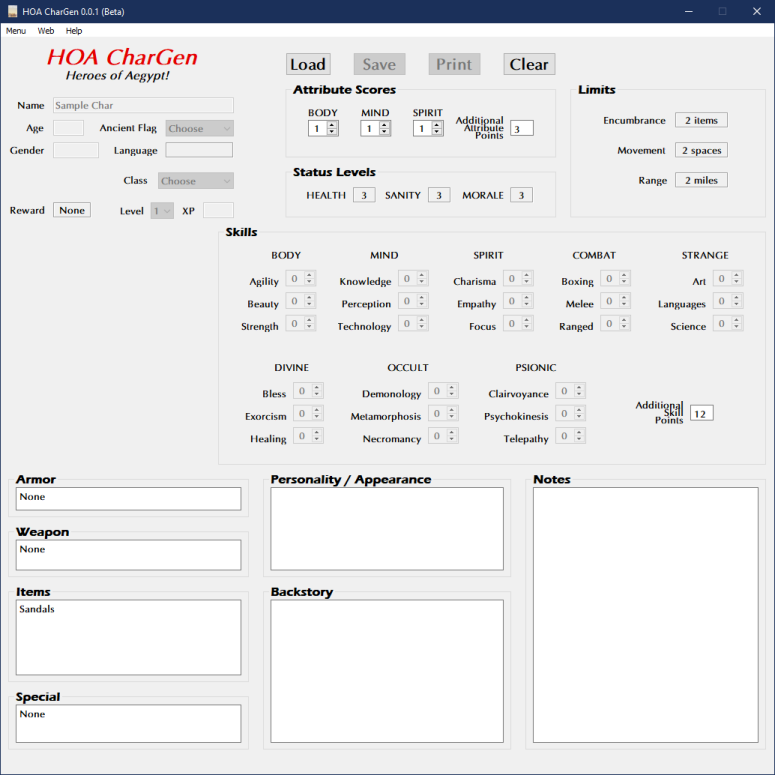 HOA CharGen 0.0.1 (Beta)
Menu Web Help
HOA CharGen
Heroes of Aegypt!
Load Save Print Clear
Name Sample Char
Age Ancient Flag Choose
Gender Language
Class Choose
Reward None Level 1 XP
Attribute Scores
BODY MIND SPIRIT
1 1 1
Additional
Attribute
Points
3
Status Levels
HEALTH 3 SANITY 3 MORALE 3
Limits
Encumbrance 2 items
Movement 2 spaces
Range 2 miles
Skills
BODY MIND SPIRIT COMBAT STRANGE
Agility 0 Knowledge 0 Charisma 0 Boxing 0 Art 0
Beauty 0 Perception 0 Empathy 0 Melee 0 Languages 0
Strength 0 Technology 0 Focus 0 Ranged 0 Science 0
DIVINE OCCULT PSIONIC
Bless 0 Demonology 0 Clairvoyance 0
Exorcism 0 Metamorphosis 0 Psychokinesis 0
Healing 0 Necromancy 0 Telepathy 0
Additional
Skill
Points
12
Armor
None
Weapon
None
Items
Sandals
Special
None
Personality / Appearance
Backstory
Notes